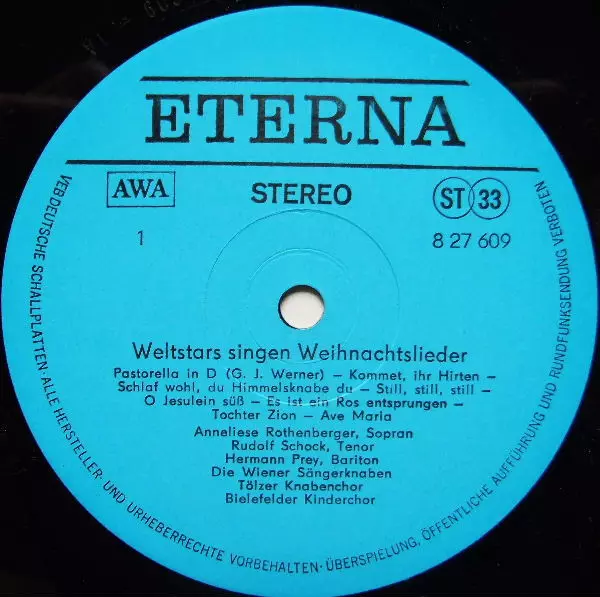 ETERNA
AWA
STEREO
ST 33
1
8 27 609
Weltstars singen Weihnachtslieder
Pastorella in D (G. J. Werner) – Kommet, ihr Hirten –
Schlaf wohl, du Himmelsknabe du – Still, still, still –
O Jesulein süß – Es ist ein Ros entsprungen –
Tochter Zion – Ave Maria
Anneliese Rothenberger, Sopran
Rudolf Schock, Tenor
Hermann Prey, Bariton
Die Wiener Sängerknaben
Tölzer Knabenchor
Bielefelder Kinderchor
VEB DEUTSCHE SCHALLPLATTEN · ALLE HERSTELLER- UND URHEBERRECHTE VORBEHALTEN · ÜBERSPIELUNG, ÖFFENTLICHE AUFFÜHRUNG UND RUNDFUNKSENDUNG VERBOTEN